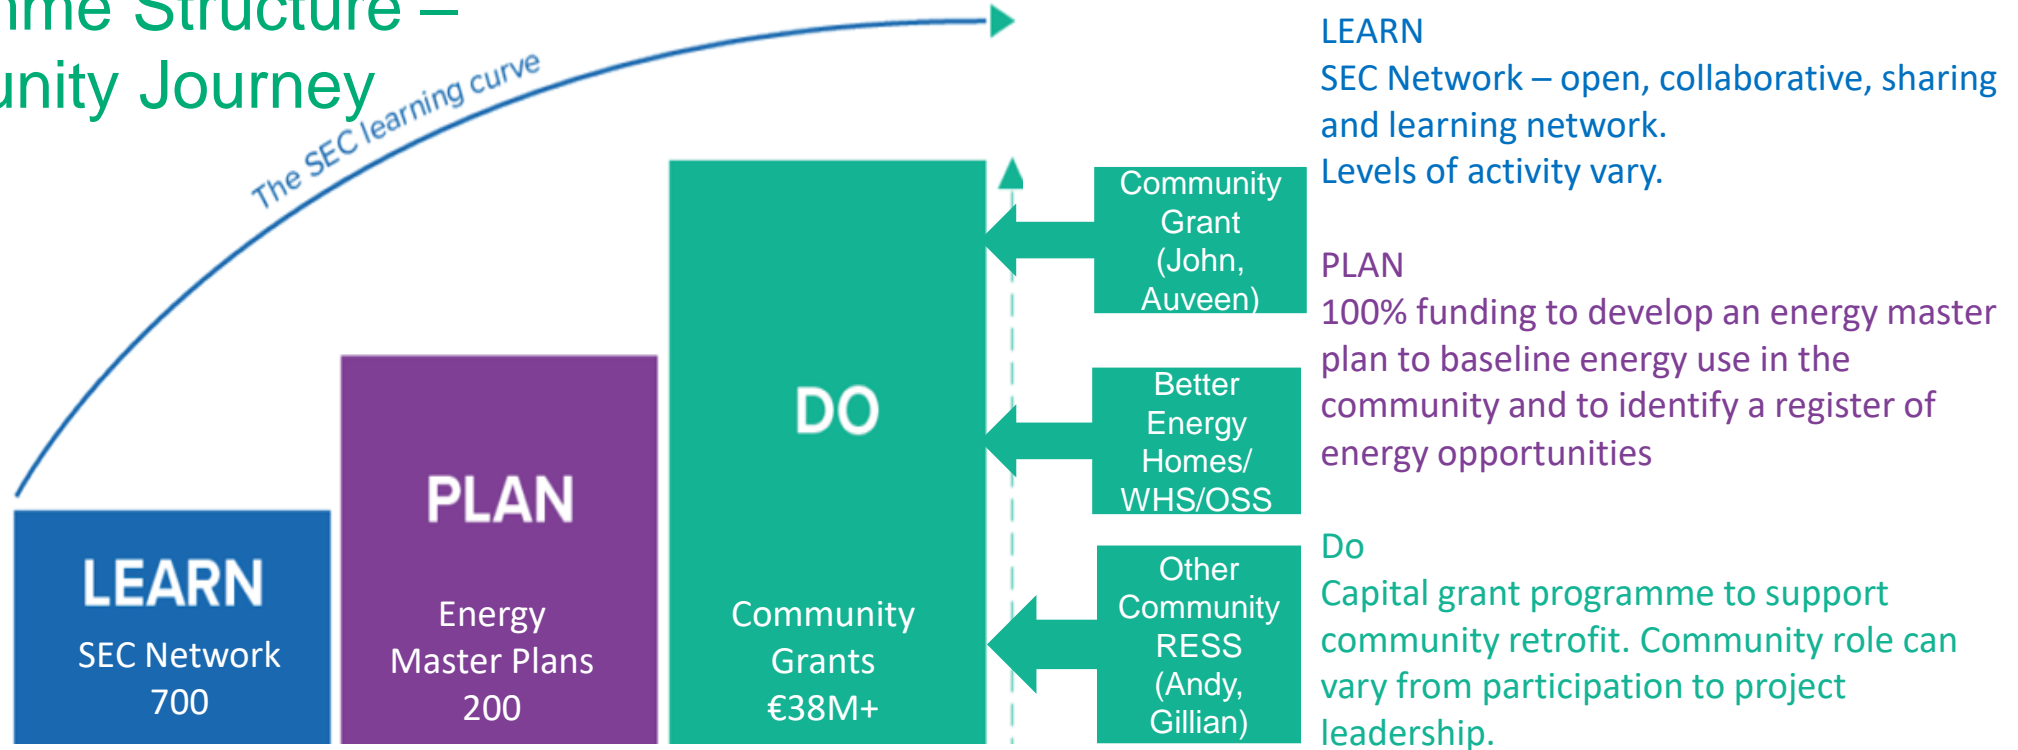 mme Structure –
unity Journey
The SEC learning curve
LEARN
SEC Network
700
PLAN
Energy
Master Plans
200
DO
Community
Grants
€38M+
Community
Grant
(John,
Auveen)
Better
Energy
Homes/
WHS/OSS
Other
Community
RESS
(Andy,
Gillian)
LEARN
SEC Network – open, collaborative, sharing
and learning network.
Levels of activity vary.
PLAN
100% funding to develop an energy master
plan to baseline energy use in the
community and to identify a register of
energy opportunities
Do
Capital grant programme to support
community retrofit. Community role can
vary from participation to project
leadership.